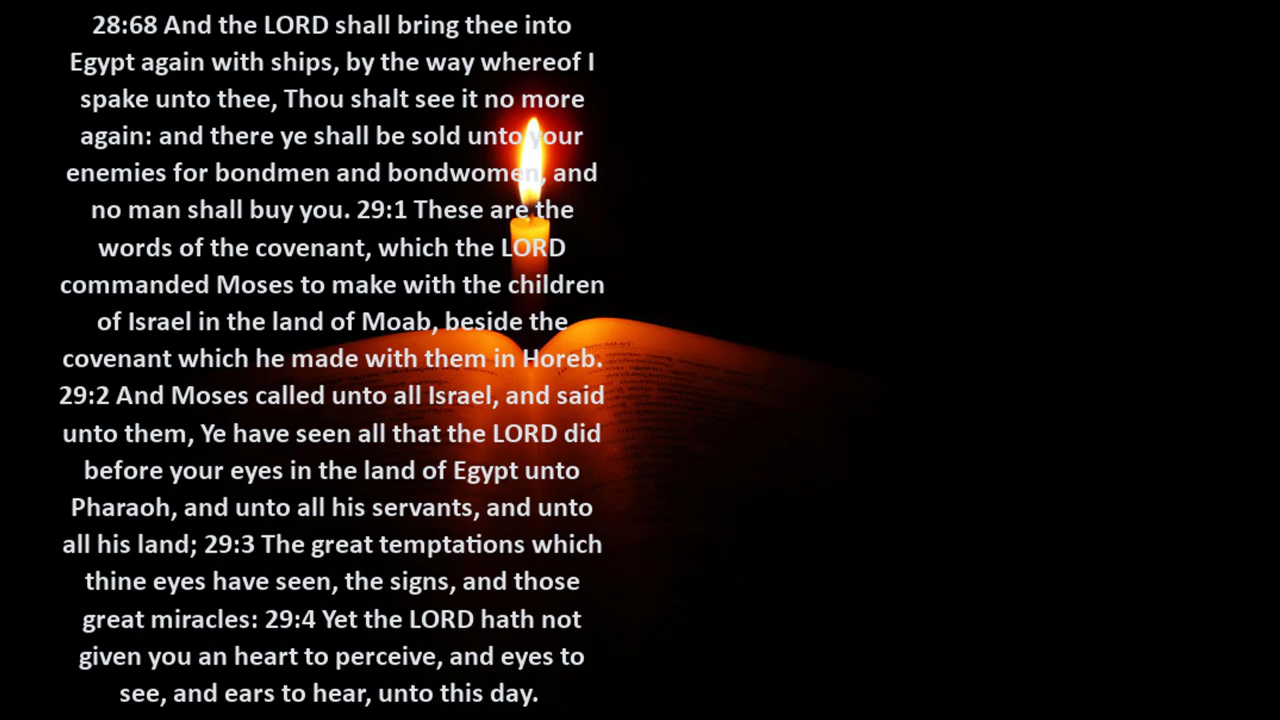 28:68 And the LORD shall bring thee into
Egypt again with ships, by the way whereof I
spake unto thee, Thou shalt see it no more
again: and there ye shall be sold unto your
enemies for bondmen and bondwomen, and
no man shall buy you. 29:1 These are the
words of the covenant, which the LORD
commanded Moses to make with the children
of Israel in the land of Moab, beside the
covenant which he made with them in Horeb.
29:2 And Moses called unto all Israel, and said
unto them, Ye have seen all that the LORD did
before your eyes in the land of Egypt unto
Pharaoh, and unto all his servants, and unto
all his land; 29:3 The great temptations which
thine eyes have seen, the signs, and those
great miracles: 29:4 Yet the LORD hath not
given you an heart to perceive, and eyes to
see, and ears to hear, unto this day.